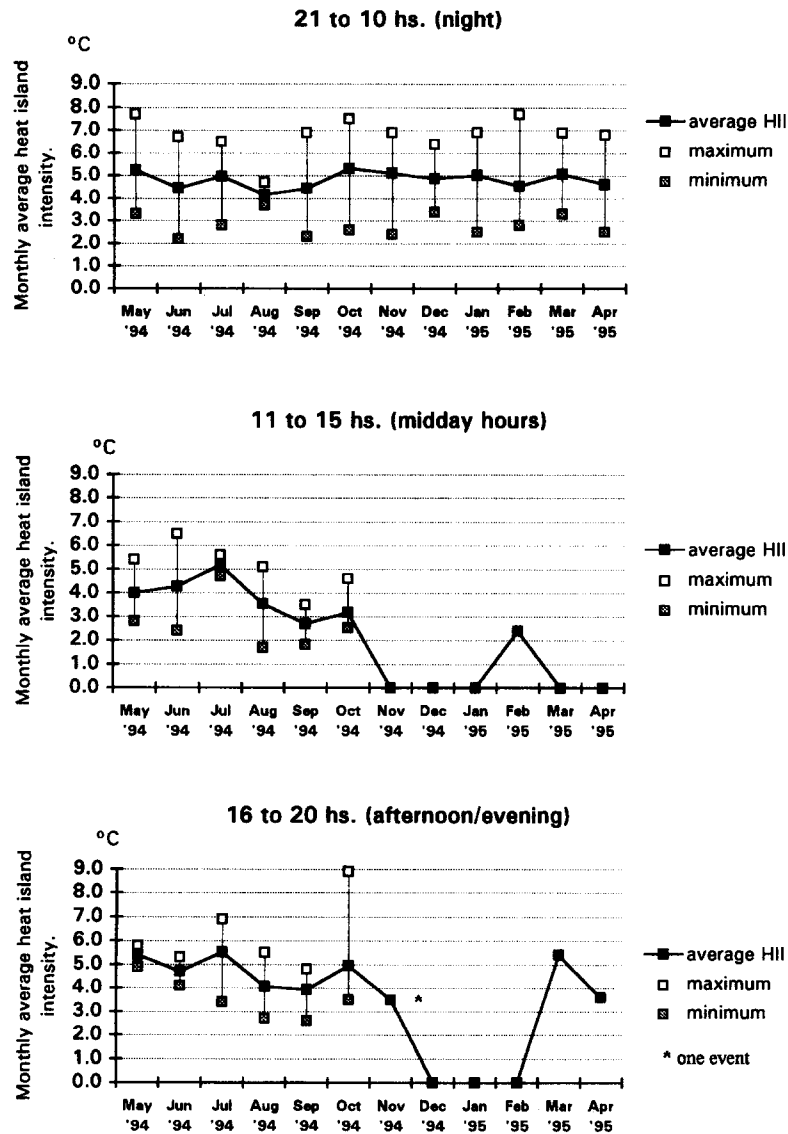 21 to 10 hs. (night)
ºC
Monthly average heat island
intensity.
9.0
8.0
7.0
6.0
5.0
4.0
3.0
2.0
1.0
0.0
May Jun Jul Aug Sep Oct Nov Dec Jan Feb Mar Apr
'94 '94 '94 '94 '94 '94 '94 '94 '95 '95 '95 '95
average HII
maximum
minimum
11 to 15 hs. (midday hours)
ºC
Monthly average heat island
intensity.
9.0
8.0
7.0
6.0
5.0
4.0
3.0
2.0
1.0
0.0
May Jun Jul Aug Sep Oct Nov Dec Jan Feb Mar Apr
'94 '94 '94 '94 '94 '94 '94 '94 '95 '95 '95 '95
average HII
maximum
minimum
16 to 20 hs. (afternoon/evening)
ºC
Monthly average heat island
intensity.
9.0
8.0
7.0
6.0
5.0
4.0
3.0
2.0
1.0
0.0
*
May Jun Jul Aug Sep Oct Nov Dec Jan Feb Mar Apr
'94 '94 '94 '94 '94 '94 '94 '94 '95 '95 '95 '95
average HII
maximum
minimum
* one event